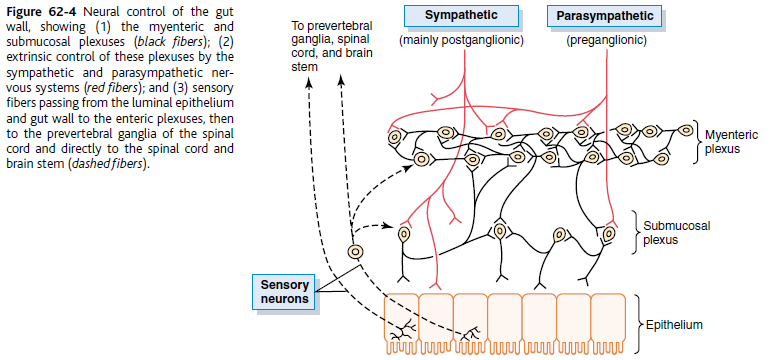 Figure 62-4 Neural control of the gut
wall, showing (1) the myenteric and
submucosal plexuses (black fibers); (2)
extrinsic control of these plexuses by the
sympathetic and parasympathetic ner-
vous systems (red fibers); and (3) sensory
fibers passing from the luminal epithelium
and gut wall to the enteric plexuses, then
to the prevertebral ganglia of the spinal
cord and directly to the spinal cord and
brain stem (dashed fibers).
To prevertebral
ganglia, spinal
cord, and brain
stem
Sympathetic
(mainly postganglionic)
Parasympathetic
(preganglionic)
Myenteric
plexus
Submucosal
plexus
Sensory
neurons
Epithelium